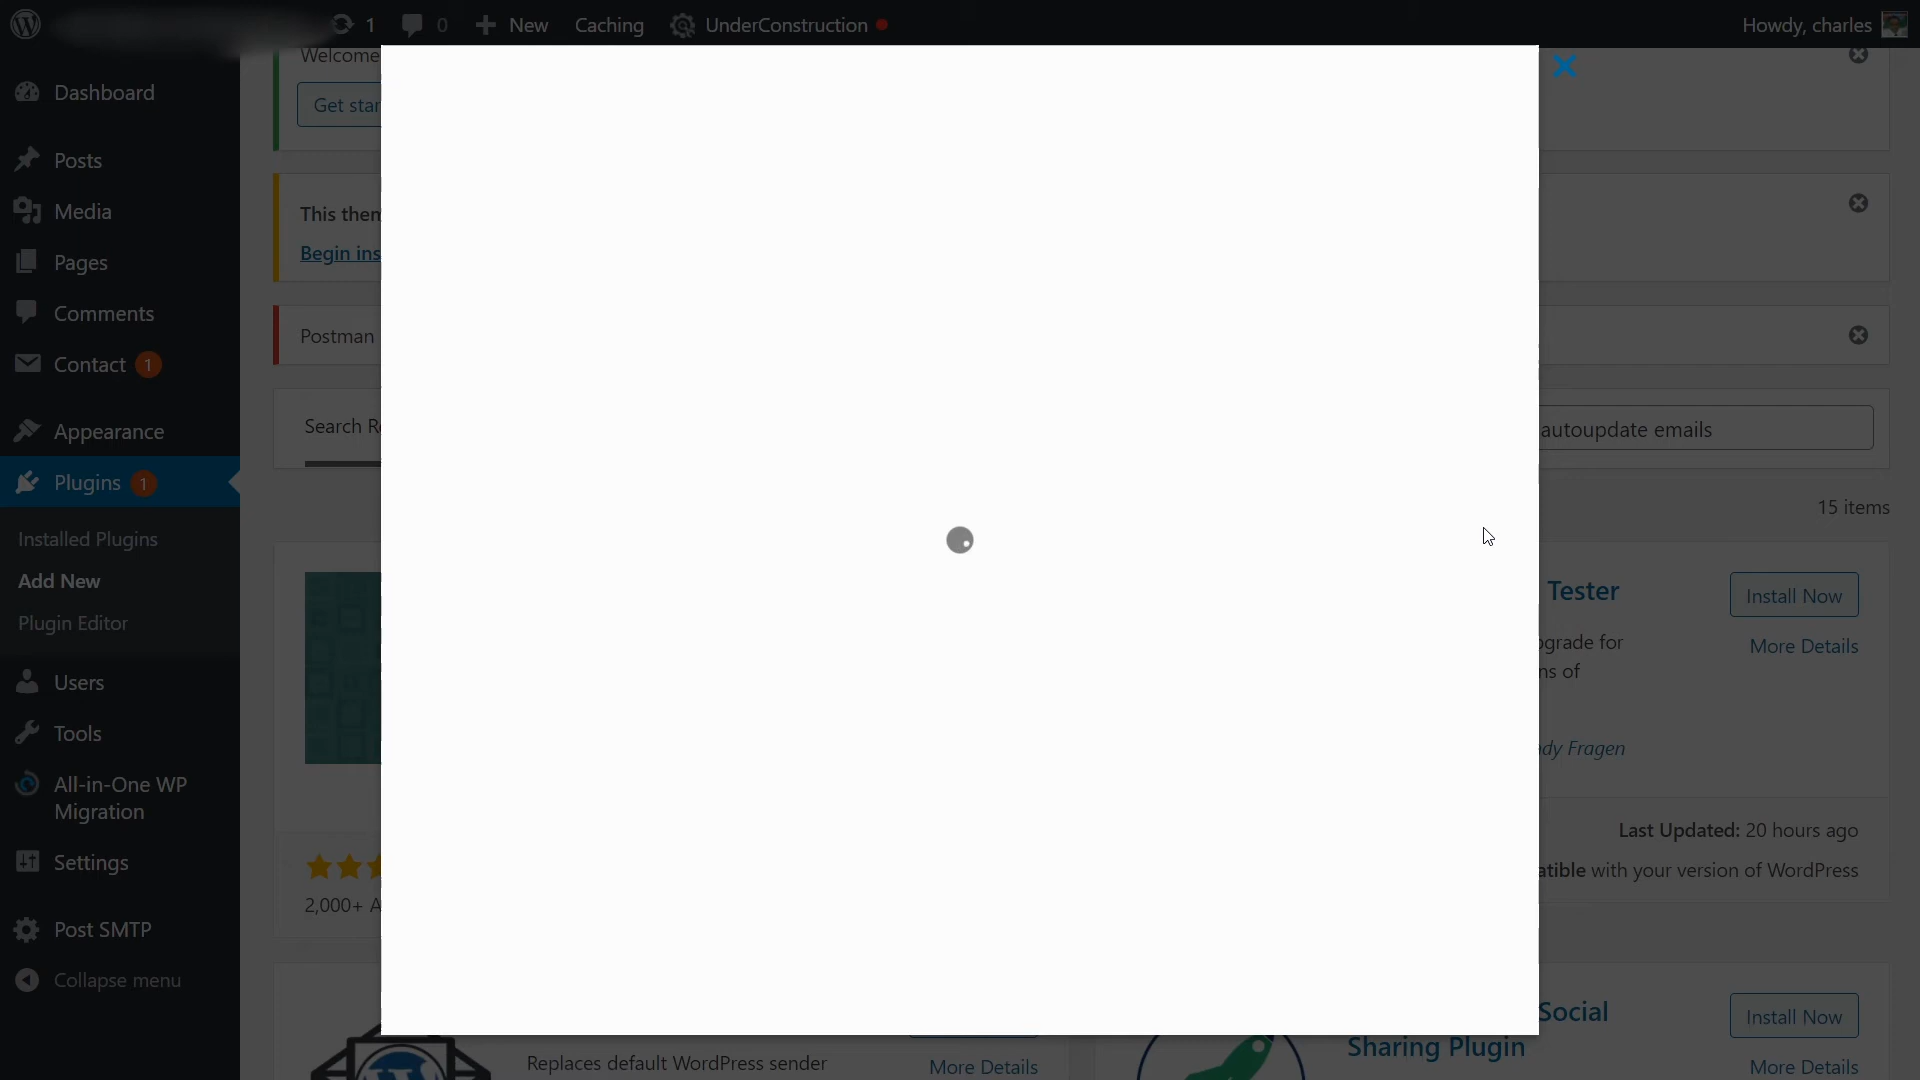 1
0
New
Caching
UnderConstruction
Howdy, charles
Dashboard
Posts
Media
Pages
Comments
Contact 1
Appearance
Plugins 1
Installed Plugins
Add New
Plugin Editor
Users
Tools
All-in-One WP
Migration
Settings
Post SMTP
Collapse menu
Welcome
Get star
This then
Begin ins
Postman
Search R
autoupdate emails
15 items
Tester
Install Now
More Details
ograde for
ns of
dy Fragen
2,000+ A
Last Updated: 20 hours ago
atible with your version of WordPress
Replaces default WordPress sender
More Details
Social
Sharing Plugin
Install Now
More Details